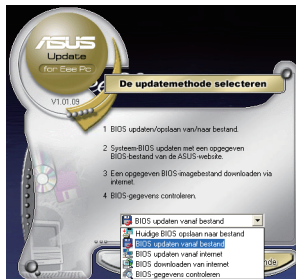 ASUS
Update
for Eee Pc
V1.01.09
De updatemethode selecteren
1 BIOS updaten/opslaan van/naar bestand.
2 Systeem-BIOS updaten met een opgegeven
BIOS-bestand van de ASUS-website.
3 Een opgegeven BIOS-imagebestand downloaden via
internet.
4 BIOS-gegevens controleren.
BIOS updaten vanaf bestand
Huidige BIOS opslaan naar bestand
BIOS updaten vanaf bestand
BIOS updaten vanaf internet
BIOS downloaden van internet
BIOS-gegevens controleren